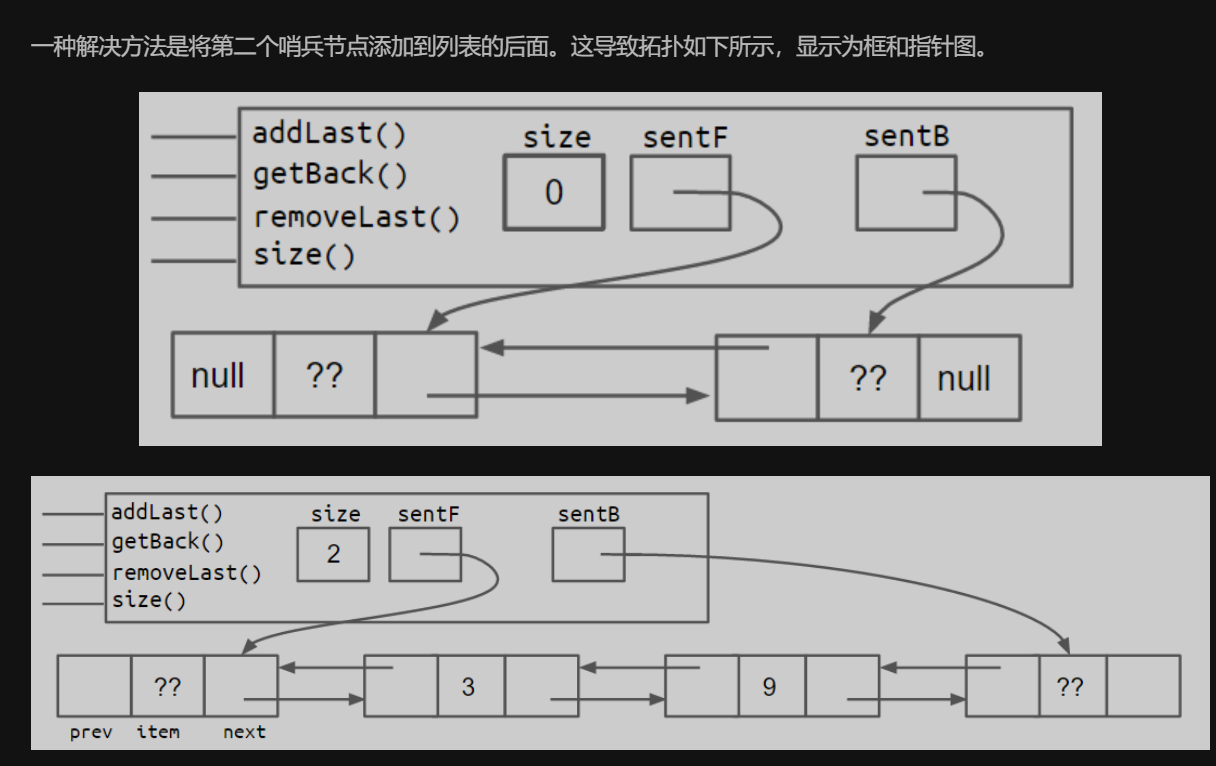 一种解决方法是将第二个哨兵节点添加到列表的后面。这导致拓扑如下所示，显示为框和指针图。
addLast()
getBack()
removeLast()
size()
size
sentF
sentB
0
null
??
??
null
addLast()
getBack()
removeLast()
size()
size
sentF
sentB
2
??
3
9
??
prev
item
next